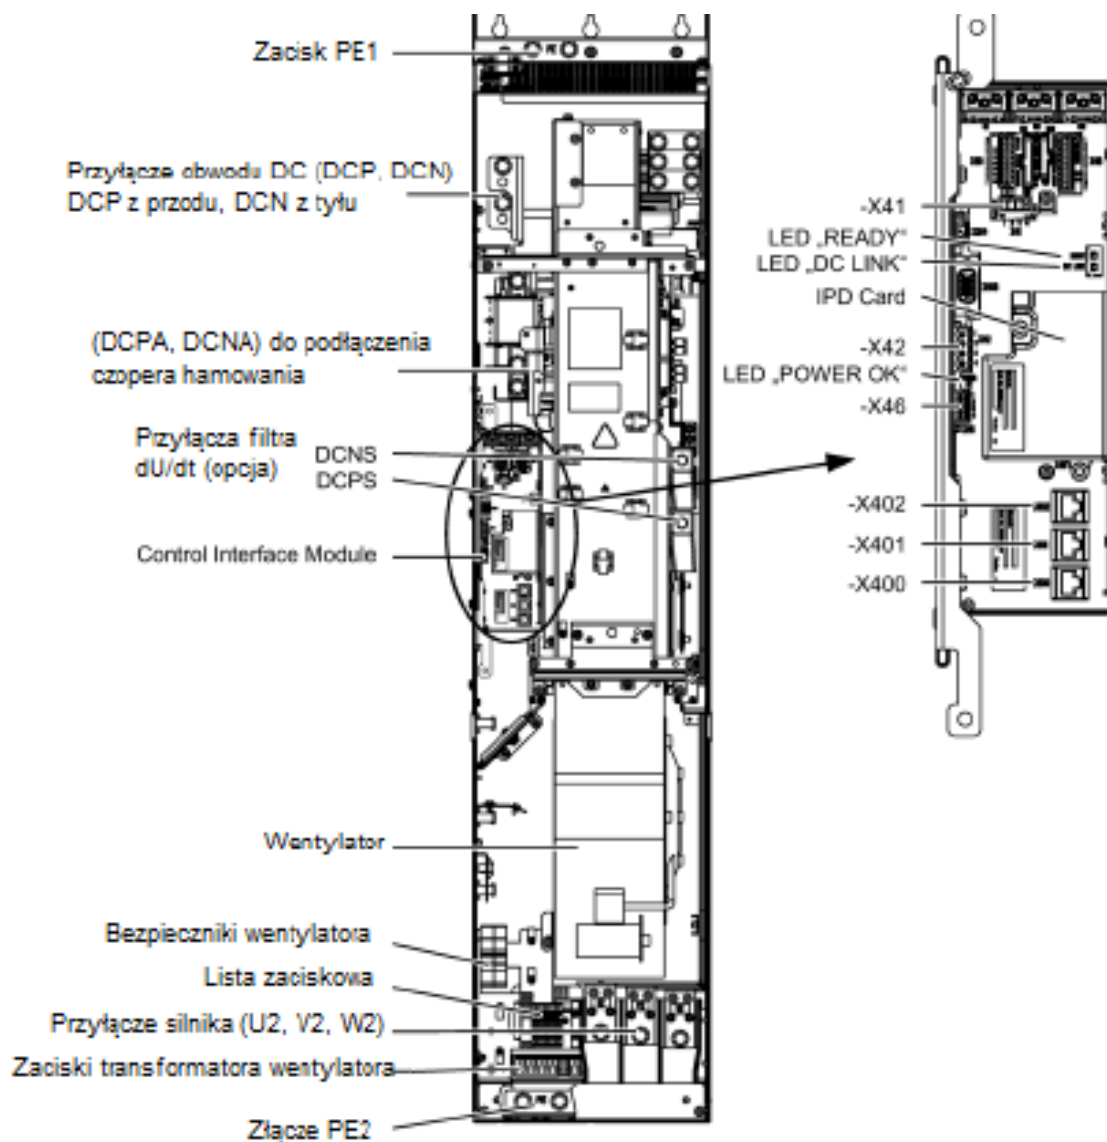 Zacisk PE1
PE
Przyłącze obwodu DC (DCP, DCN)
DCP z przodu, DCN z tyłu
(DCPA, DCNA) do podłączenia
czopera hamowania
Przyłącza filtra
dU/dt (opcja)
DCNS
DCPS
Control Interface Module
Wentylator
Bezpieczniki wentylatora
Lista zaciskowa
Przyłącze silnika (U2, V2, W2)
Zaciski transformatora wentylatora
Złącze PE2
PE
-X41
LED „READY"
LED „DC LINK"
IPD Card
-X42
LED „POWER OK"
-X46
-X402
-X401
-X400